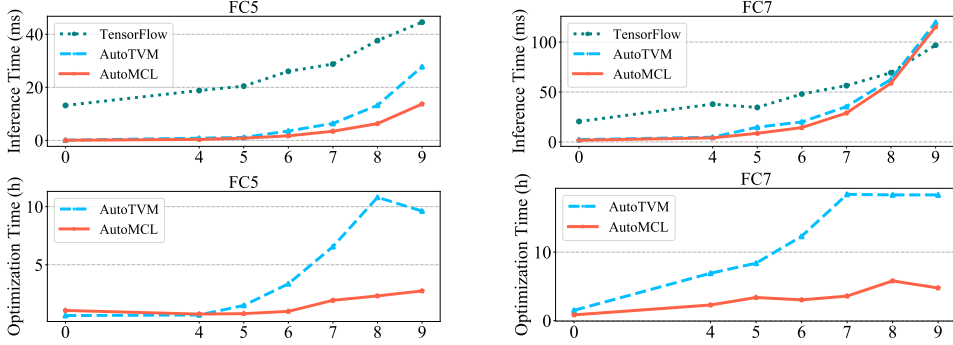 FC5
Inference Time (ms)
40
20
0
TensorFlow
AutoTVM
AutoMCL
0 4 5 6 7 8 9
FC7
Inference Time (ms)
100
50
0
TensorFlow
AutoTVM
AutoMCL
0 4 5 6 7 8 9
FC5
Optimization Time (h)
10
5
AutoTVM
AutoMCL
0 4 5 6 7 8 9
FC7
Optimization Time (h)
10
0
AutoTVM
AutoMCL
0 4 5 6 7 8 9